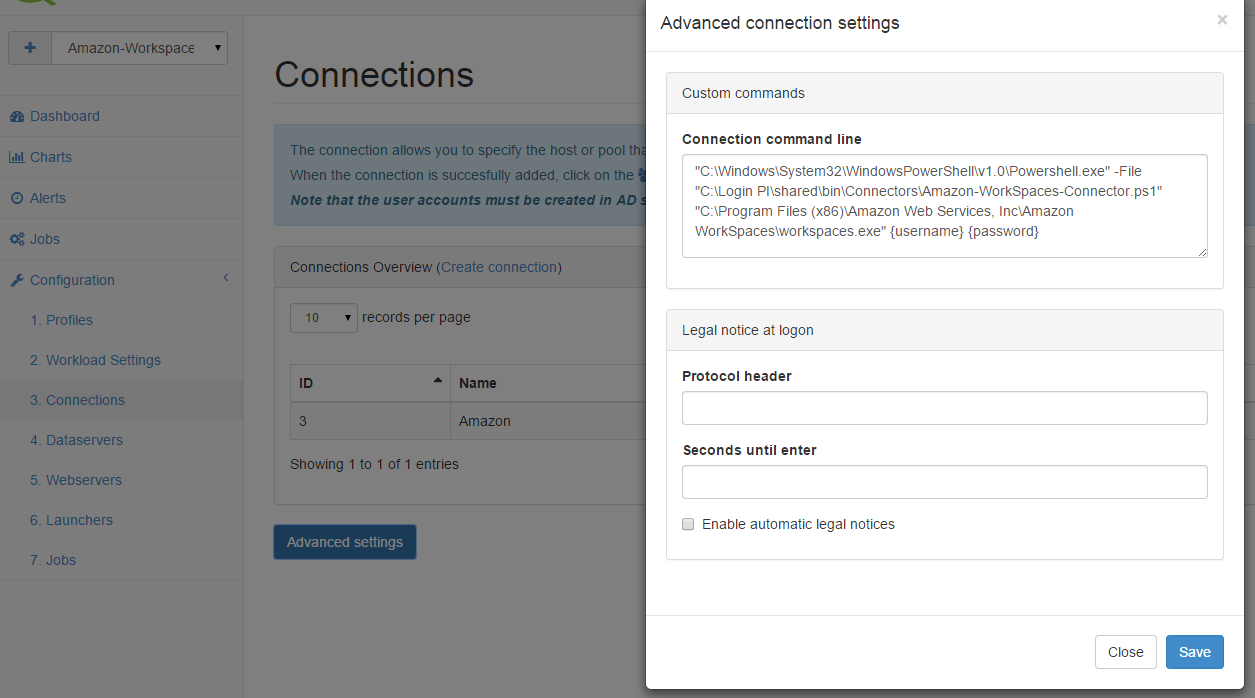 Amazon-Workspace
Dashboard
Charts
Alerts
Jobs
Configuration
1. Profiles
2. Workload Settings
3. Connections
4. Dataservers
5. Webservers
6. Launchers
7. Jobs
Connections
The connection allows you to specify the host or pool
When the connection is succesfully added, click on the
Note that the user accounts must be created in AD
Connections Overview (Create connection)
10 records per page
ID Name
3 Amazon
Showing 1 to 1 of 1 entries
Advanced settings
Advanced connection settings
×
Custom commands
Connection command line
"C:\Windows\System32\WindowsPowerShell\v1.0\Powershell.exe" -File
"C:\Login PI\shared\bin\Connectors\Amazon-WorkSpaces-Connector.ps1"
"C:\Program Files (x86)\Amazon Web Services, Inc\Amazon
WorkSpaces\workspaces.exe" {username} {password}
Legal notice at logon
Protocol header
Seconds until enter
Enable automatic legal notices
Close
Save